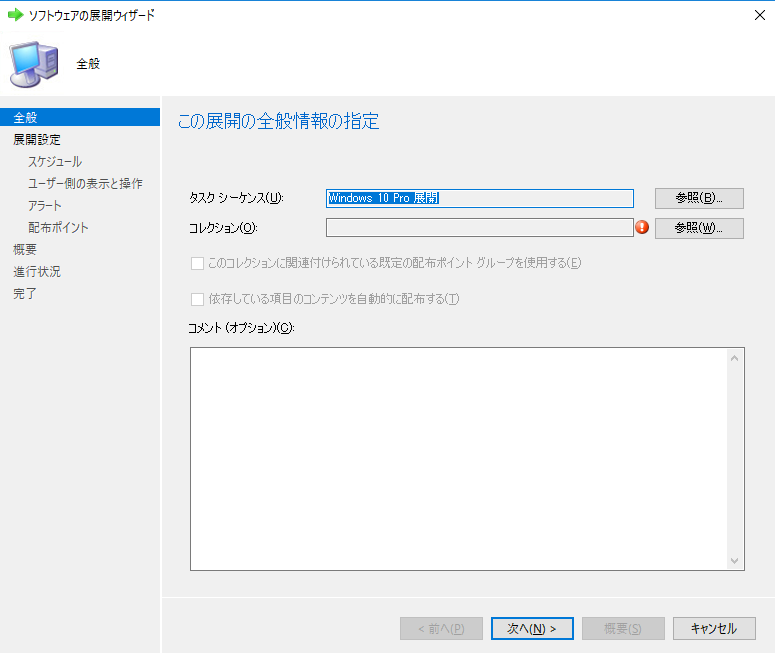 ソフトウェアの展開ウィザード
全般
全般
展開設定
スケジュール
ユーザー側の表示と操作
アラート
配布ポイント
概要
進行状況
完了
この展開の全般情報の指定
タスク シーケンス(U):
Windows 10 Pro 展開
参照(B)...
コレクション(O):
参照(W)...
このコレクションに関連付けられている既定の配布ポイント グループを使用する(E)
依存している項目のコンテンツを自動的に配布する(T)
コメント (オプション)(C):
< 前へ(P)
次へ(N) >
概要(S)
キャンセル